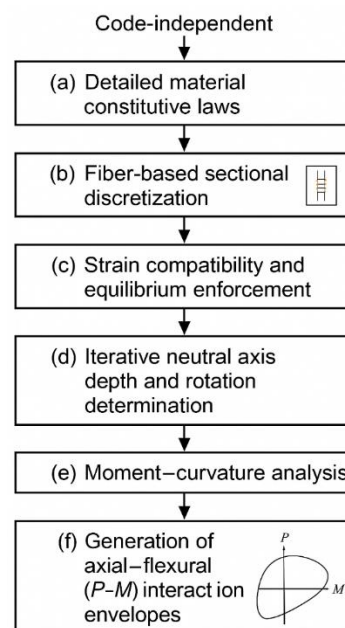 Code-independent
(a) Detailed material
constitutive laws
(b) Fiber-based sectional
discretization
(c) Strain compatibility and
equilibrium enforcement
(d) Iterative neutral axis
depth and rotation
determination
(e) Moment–curvature analysis
(f) Generation of
axial–flexural
(P–M) interact ion
envelopes
P
M